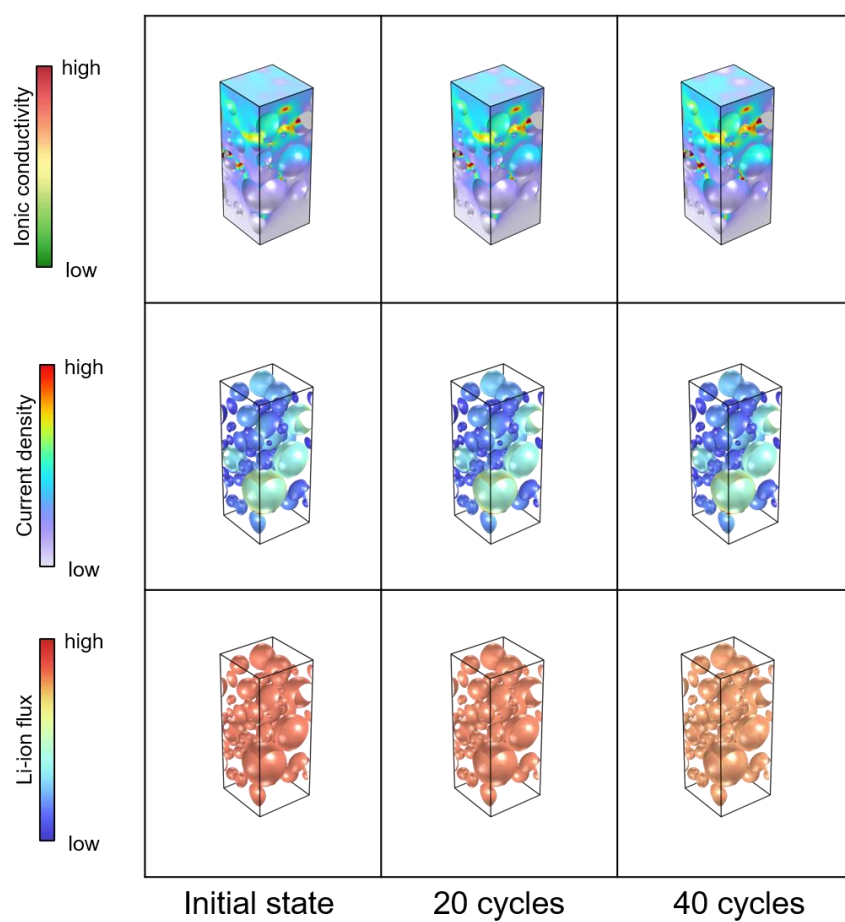 high
Ionic conductivity
low
high
Current density
low
high
Li-ion flux
low
Initial state
20 cycles
40 cycles